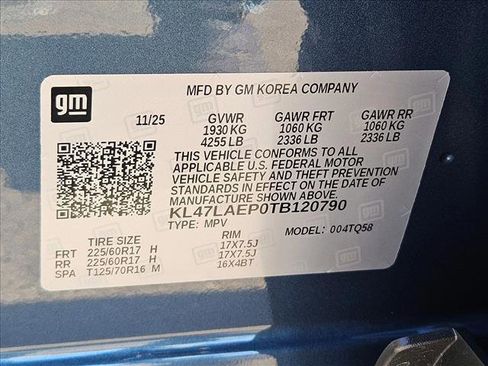 gm
MFD BY GM KOREA COMPANY
11/25 GVWR GAWR FRT GAWR RR
1930 KG 1060 KG 1060 KG
4255 LB 2336 LB 2336 LB
THIS VEHICLE CONFORMS TO ALL
APPLICABLE U.S. FEDERAL MOTOR
VEHICLE SAFETY, BUMPER, AND THEFT
PREVENTION STANDARDS IN EFFECT ON THE DATE OF
MANUFACTURE SHOWN ABOVE.
KL47LAEP0TB120790
TYPE: MPV MODEL: 004TQ58
TIRE SIZE RIM
FRT 225/60R17 H 17X7.5J
RR 225/60R17 H 17X7.5J
SPA T125/70R16 M 16X4BT